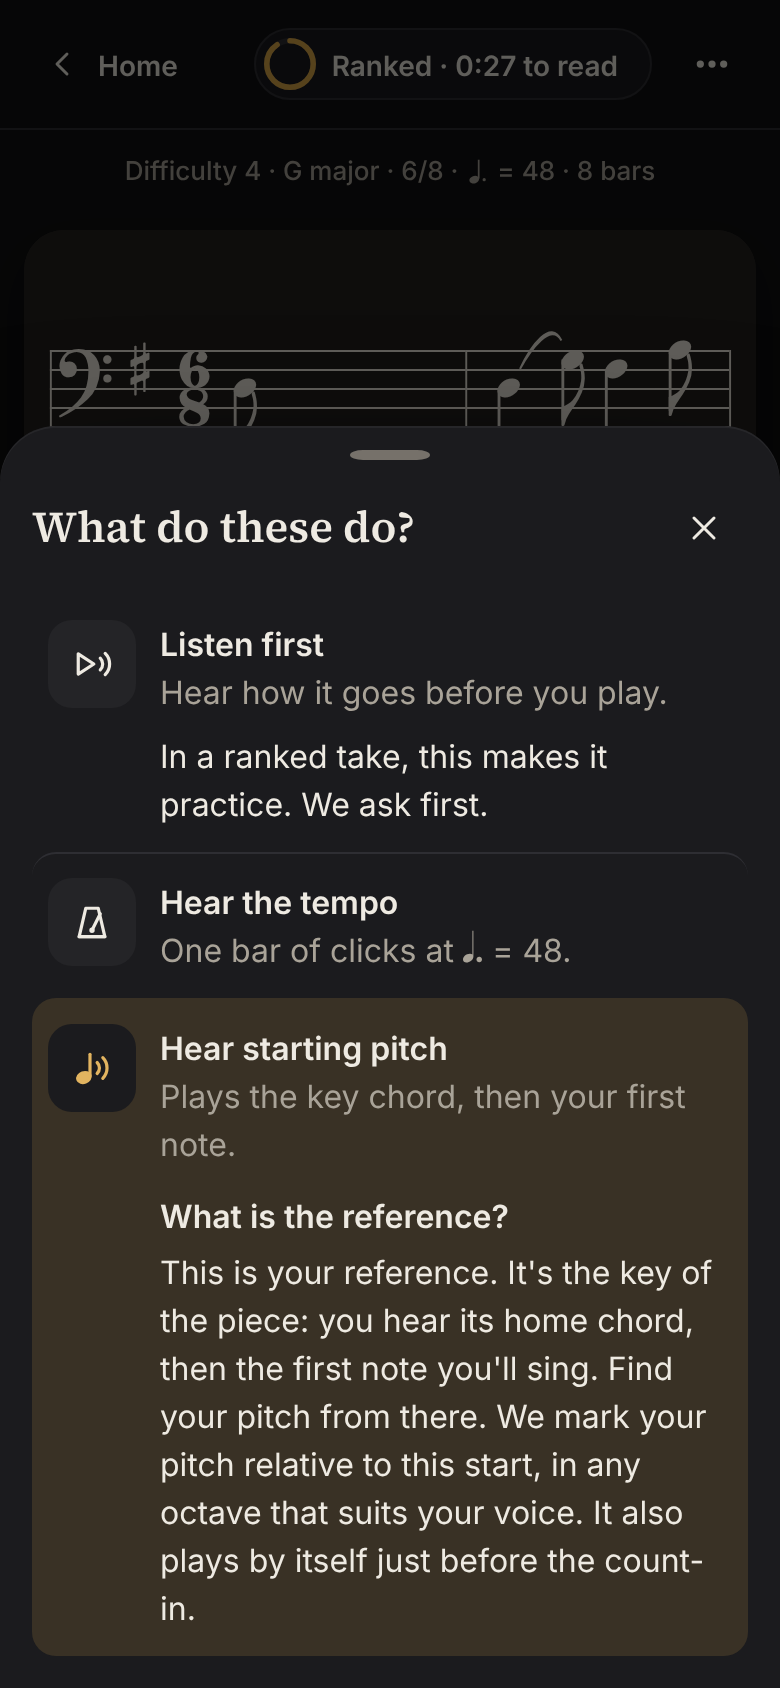 Home
Ranked · 0:27 to read
Difficulty 4 · G major · 6/8 · ♩. = 48 · 8 bars
6
8
What do these do?
Listen first
Hear how it goes before you play.
In a ranked take, this makes it
practice. We ask first.
Hear the tempo
One bar of clicks at ♩. = 48.
Hear starting pitch
Plays the key chord, then your first
note.
What is the reference?
This is your reference. It's the key of
the piece: you hear its home chord,
then the first note you'll sing. Find
your pitch from there. We mark your
pitch relative to this start, in any
octave that suits your voice. It also
plays by itself just before the count-
in.